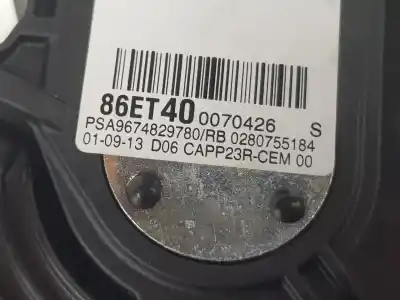 86ET40 0070426 S
PSA9674829780/RB 0280755184
01-09-13 D06 CAPP23R-CEM 00